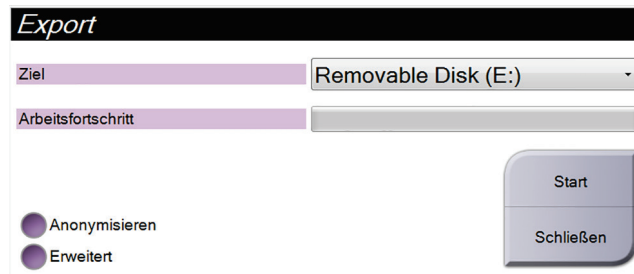 Export
Ziel
Removable Disk (E:)
Arbeitsfortschritt
Start
Anonymisieren
Schließen
Erweitert